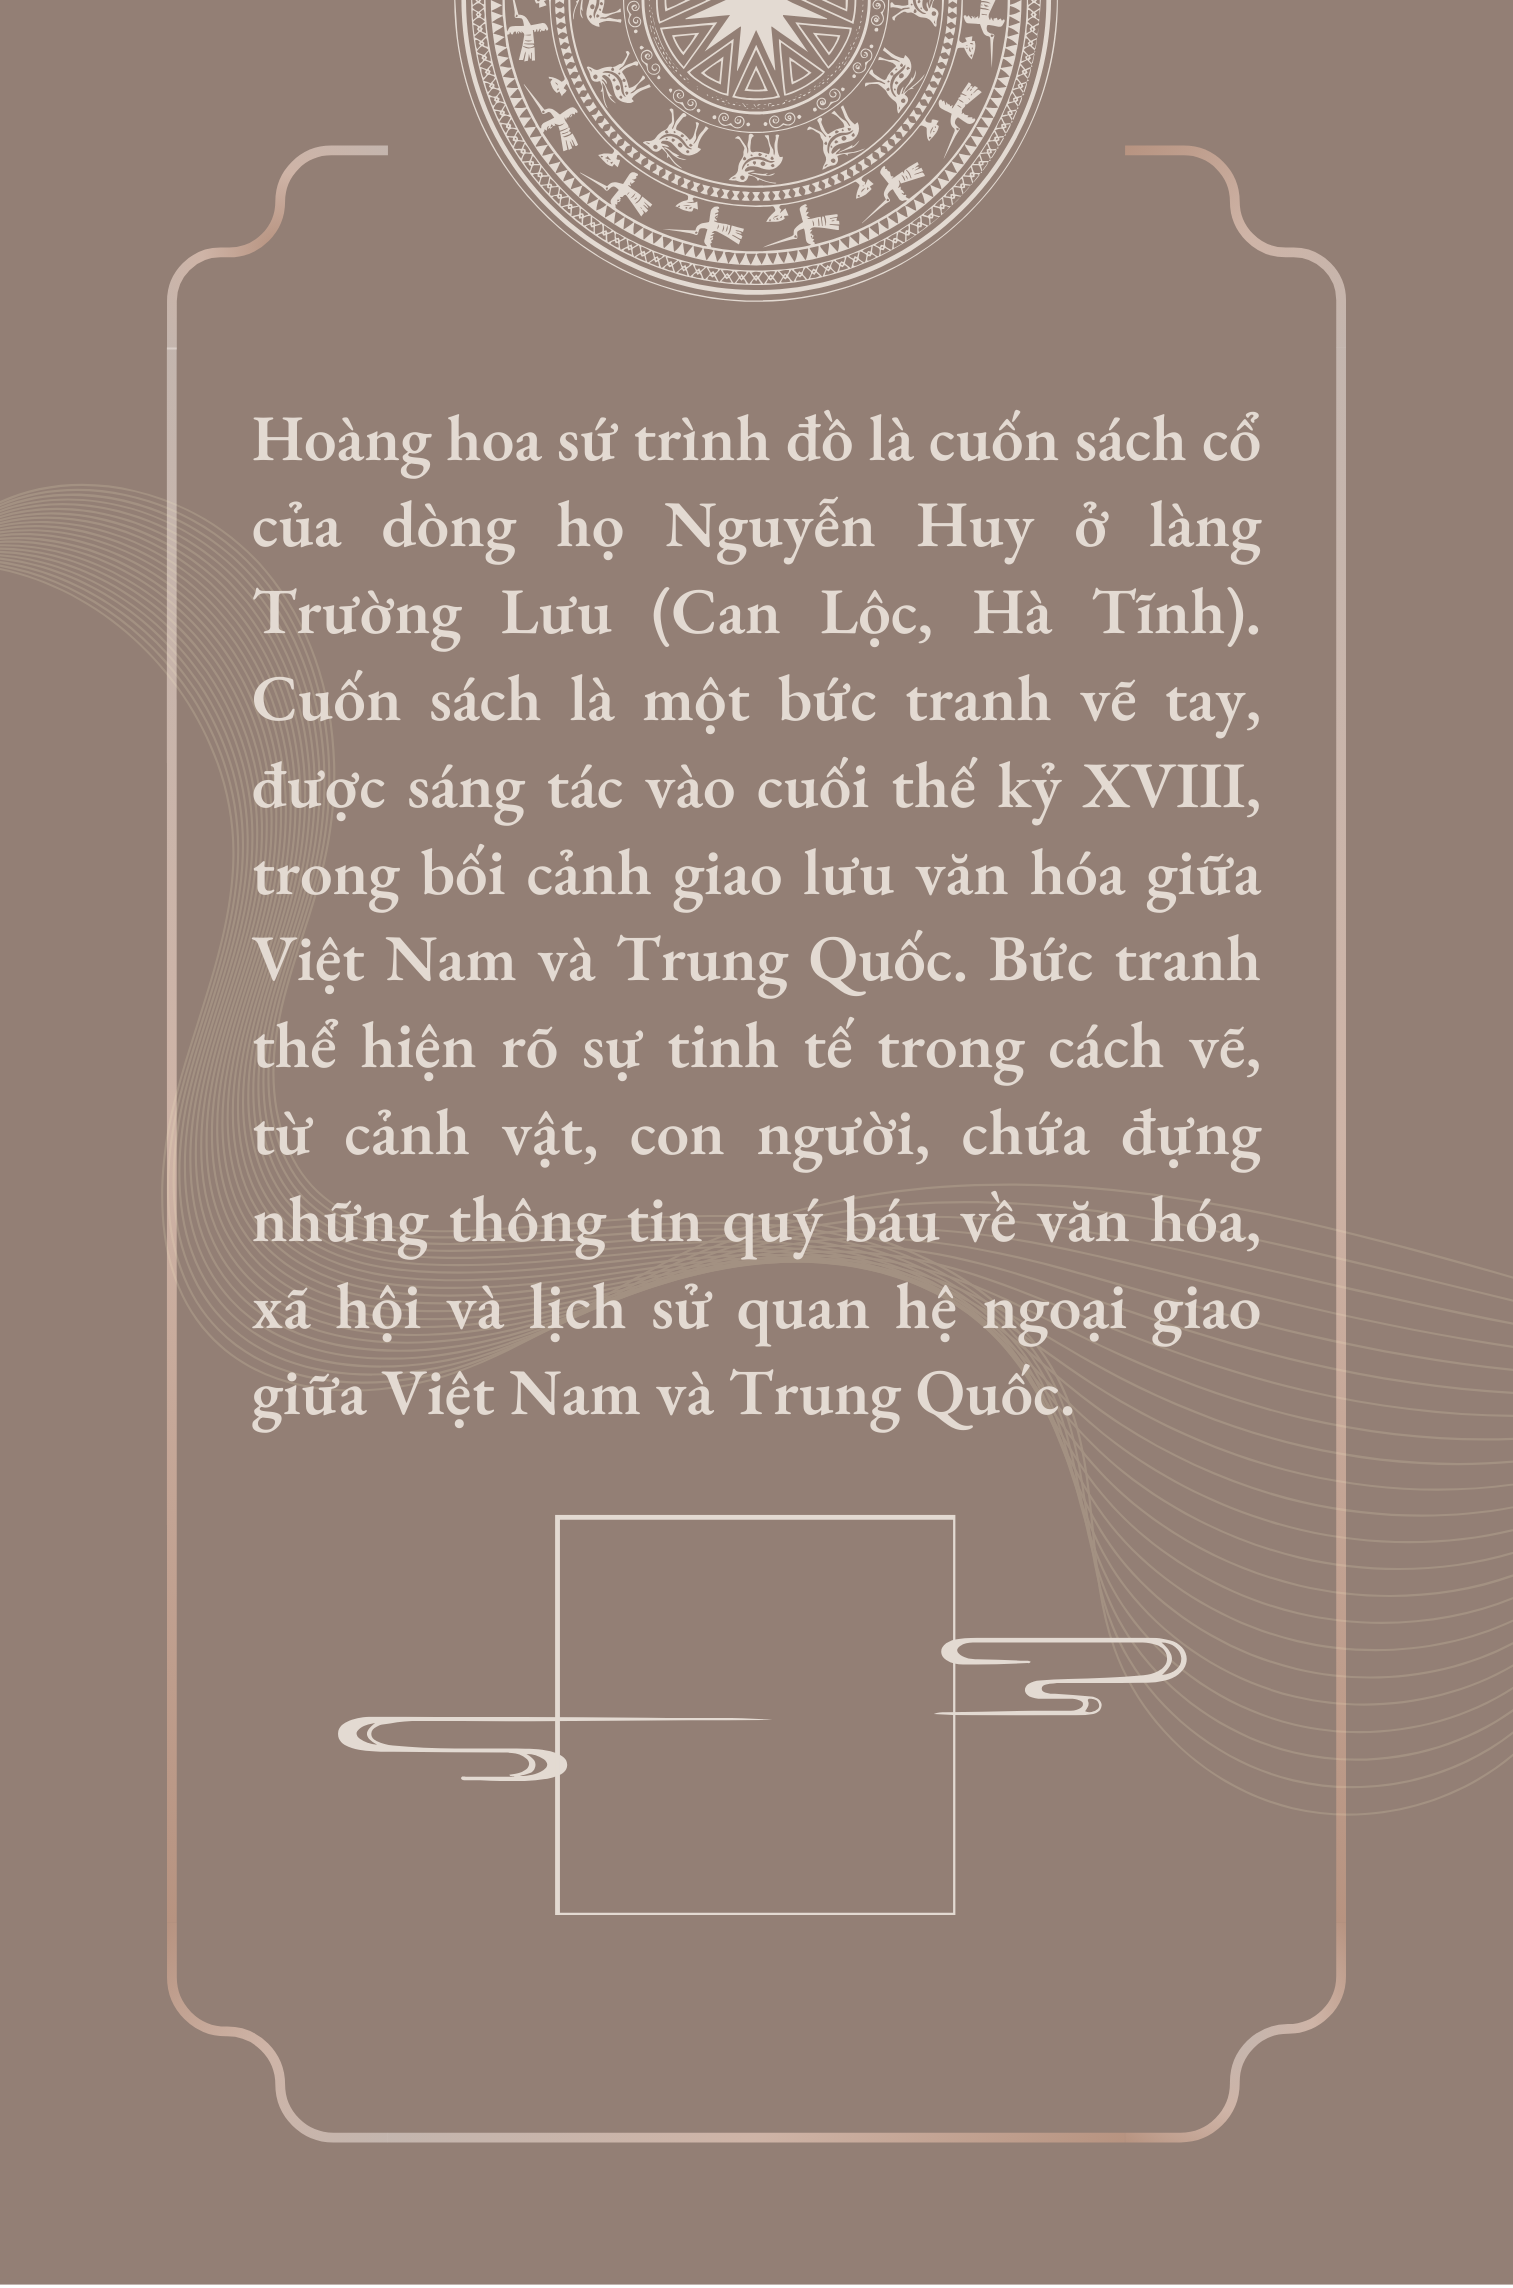 Hoàng hoa sứ trình đồ là cuốn sách cổ
của dòng họ Nguyễn Huy ở làng
Trường Lưu (Can Lộc, Hà Tĩnh).
Cuốn sách là một bức tranh vẽ tay,
được sáng tác vào cuối thế kỷ XVIII,
trong bối cảnh giao lưu văn hóa giữa
Việt Nam và Trung Quốc. Bức tranh
thể hiện rõ sự tinh tế trong cách vẽ,
từ cảnh vật, con người, chứa đựng
những thông tin quý báu về văn hóa,
xã hội và lịch sử quan hệ ngoại giao
giữa Việt Nam và Trung Quốc.